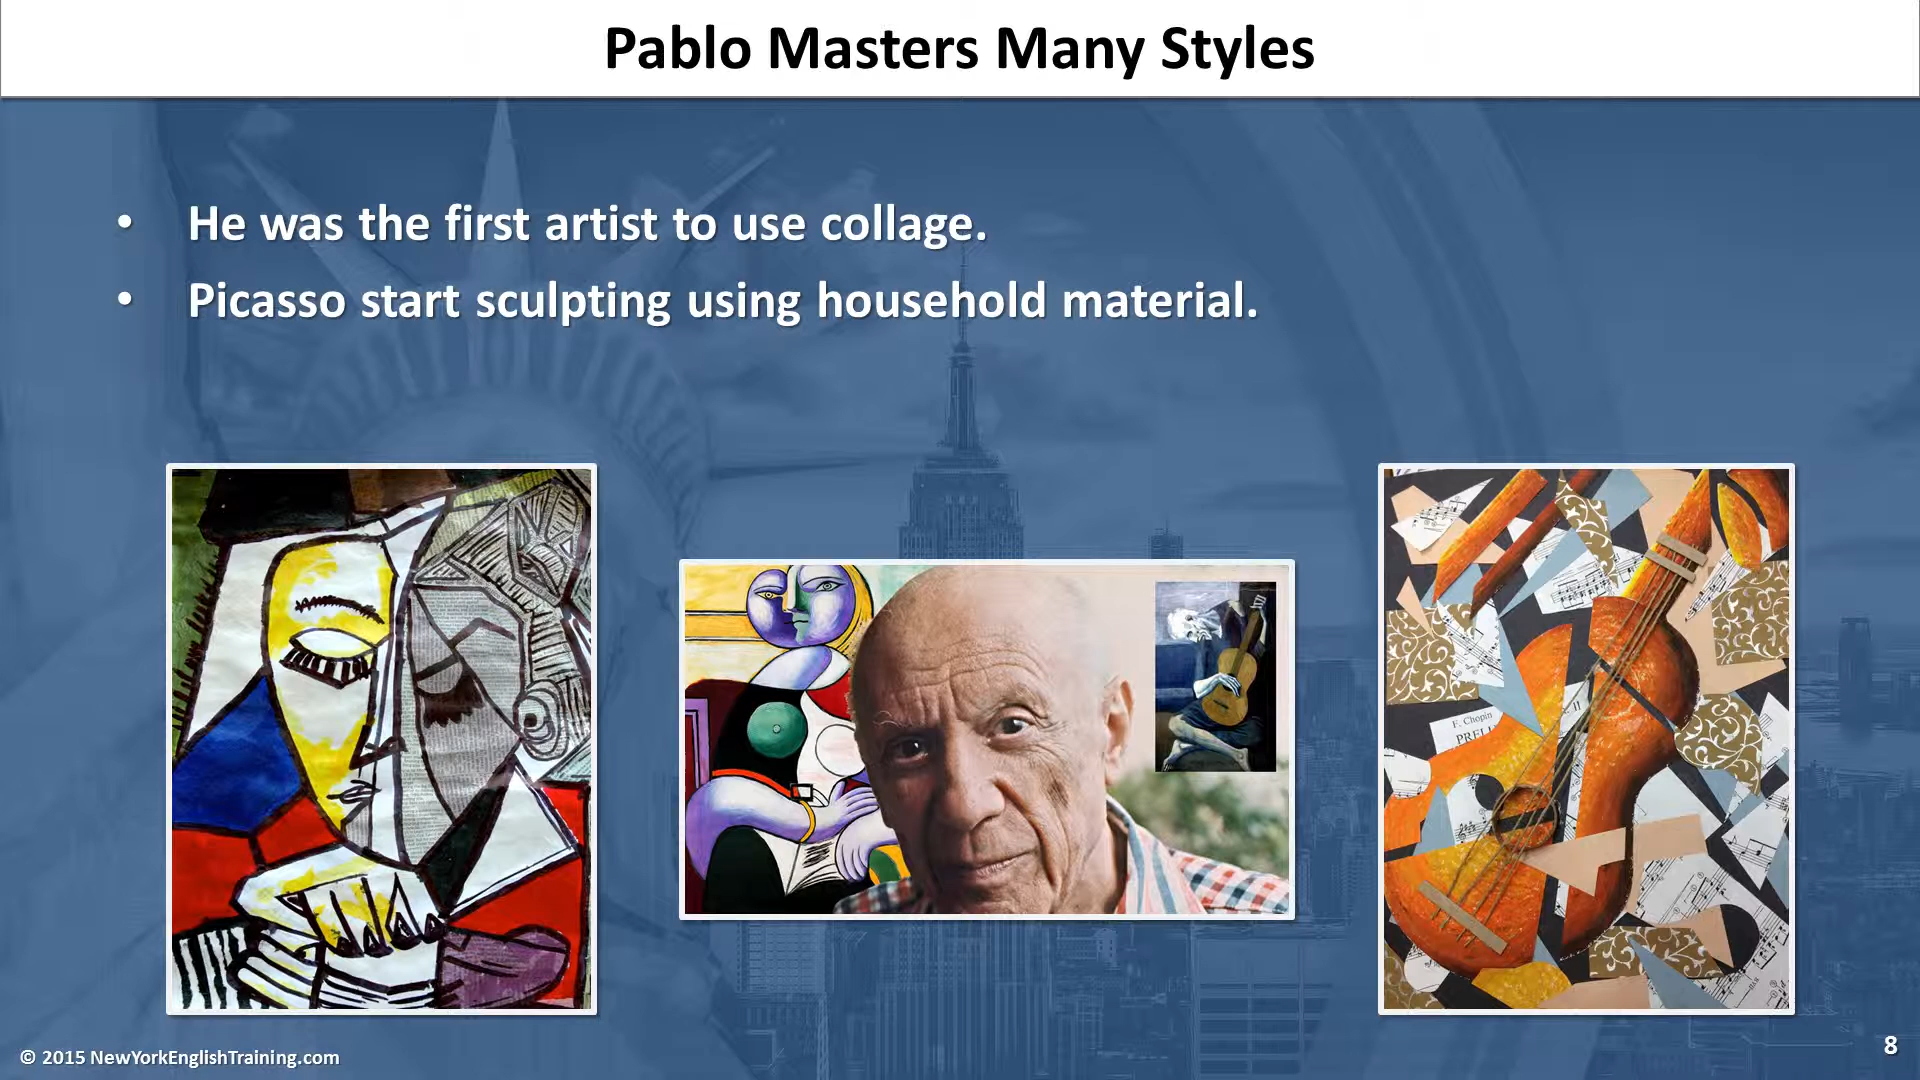 Pablo Masters Many Styles
• He was the first artist to use collage.
• Picasso start sculpting using household material.
F. Chopin
© 2015 NewYorkEnglishTraining.com
8